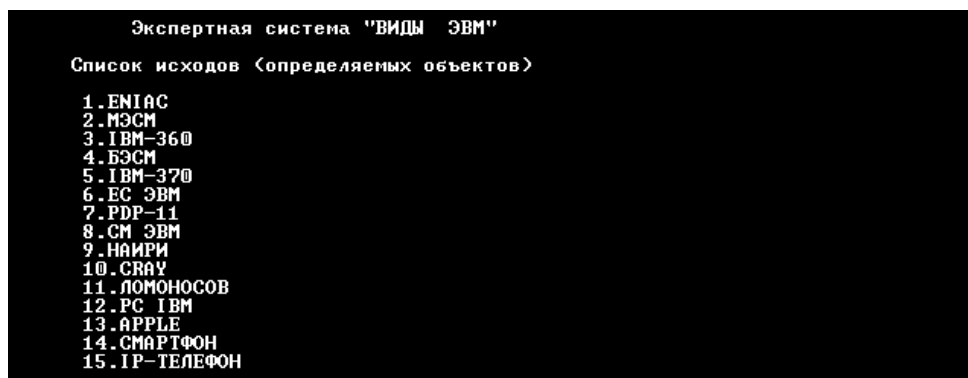 Экспертная система "ВИДЫ ЭВМ"
Список исходов (определяемых объектов)
1.ENIAC
2.МЭСМ
3.IBM-360
4.БЭСМ
5.IBM-370
6.ЕС ЭВМ
7.PDP-11
8.СМ ЭВМ
9.НАИРИ
10.CRAY
11.ЛОМОНОСОВ
12.PC IBM
13.APPLE
14.СМАРТФОН
15.IP-ТЕЛЕФОН